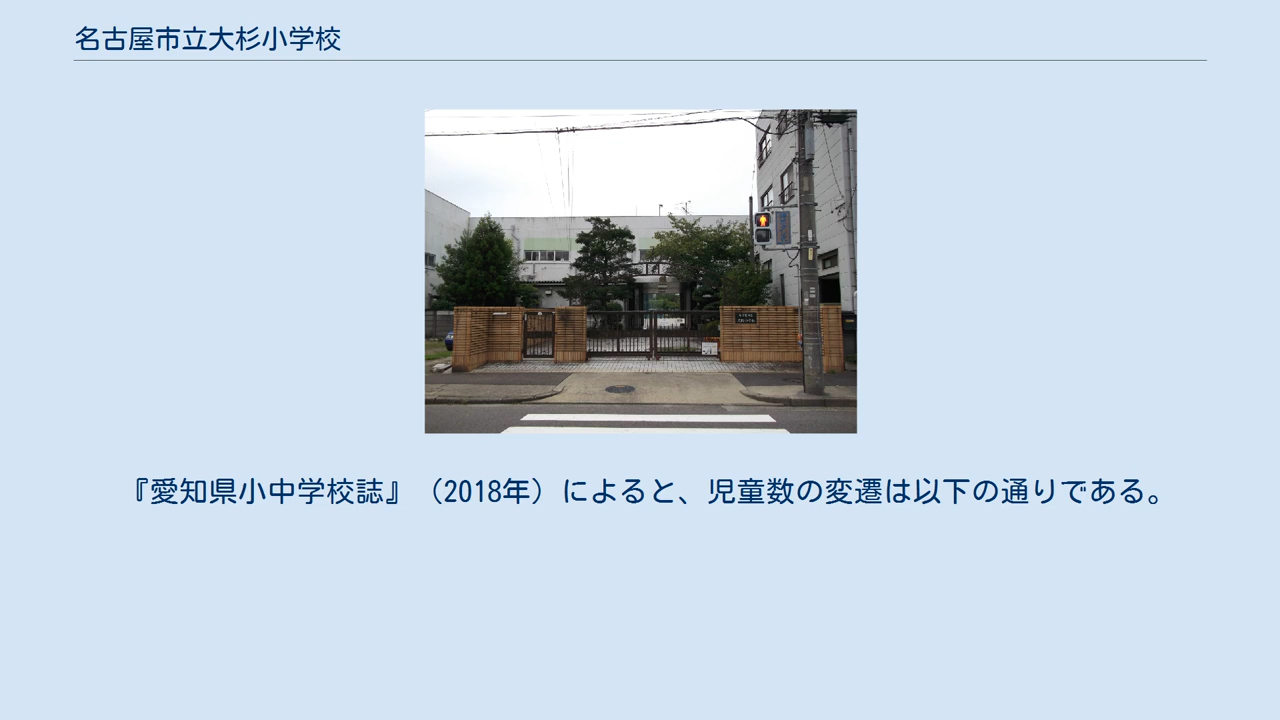 名古屋市立大杉小学校
『愛知県小中学校誌』（2018年）によると、児童数の変遷は以下の通りである。